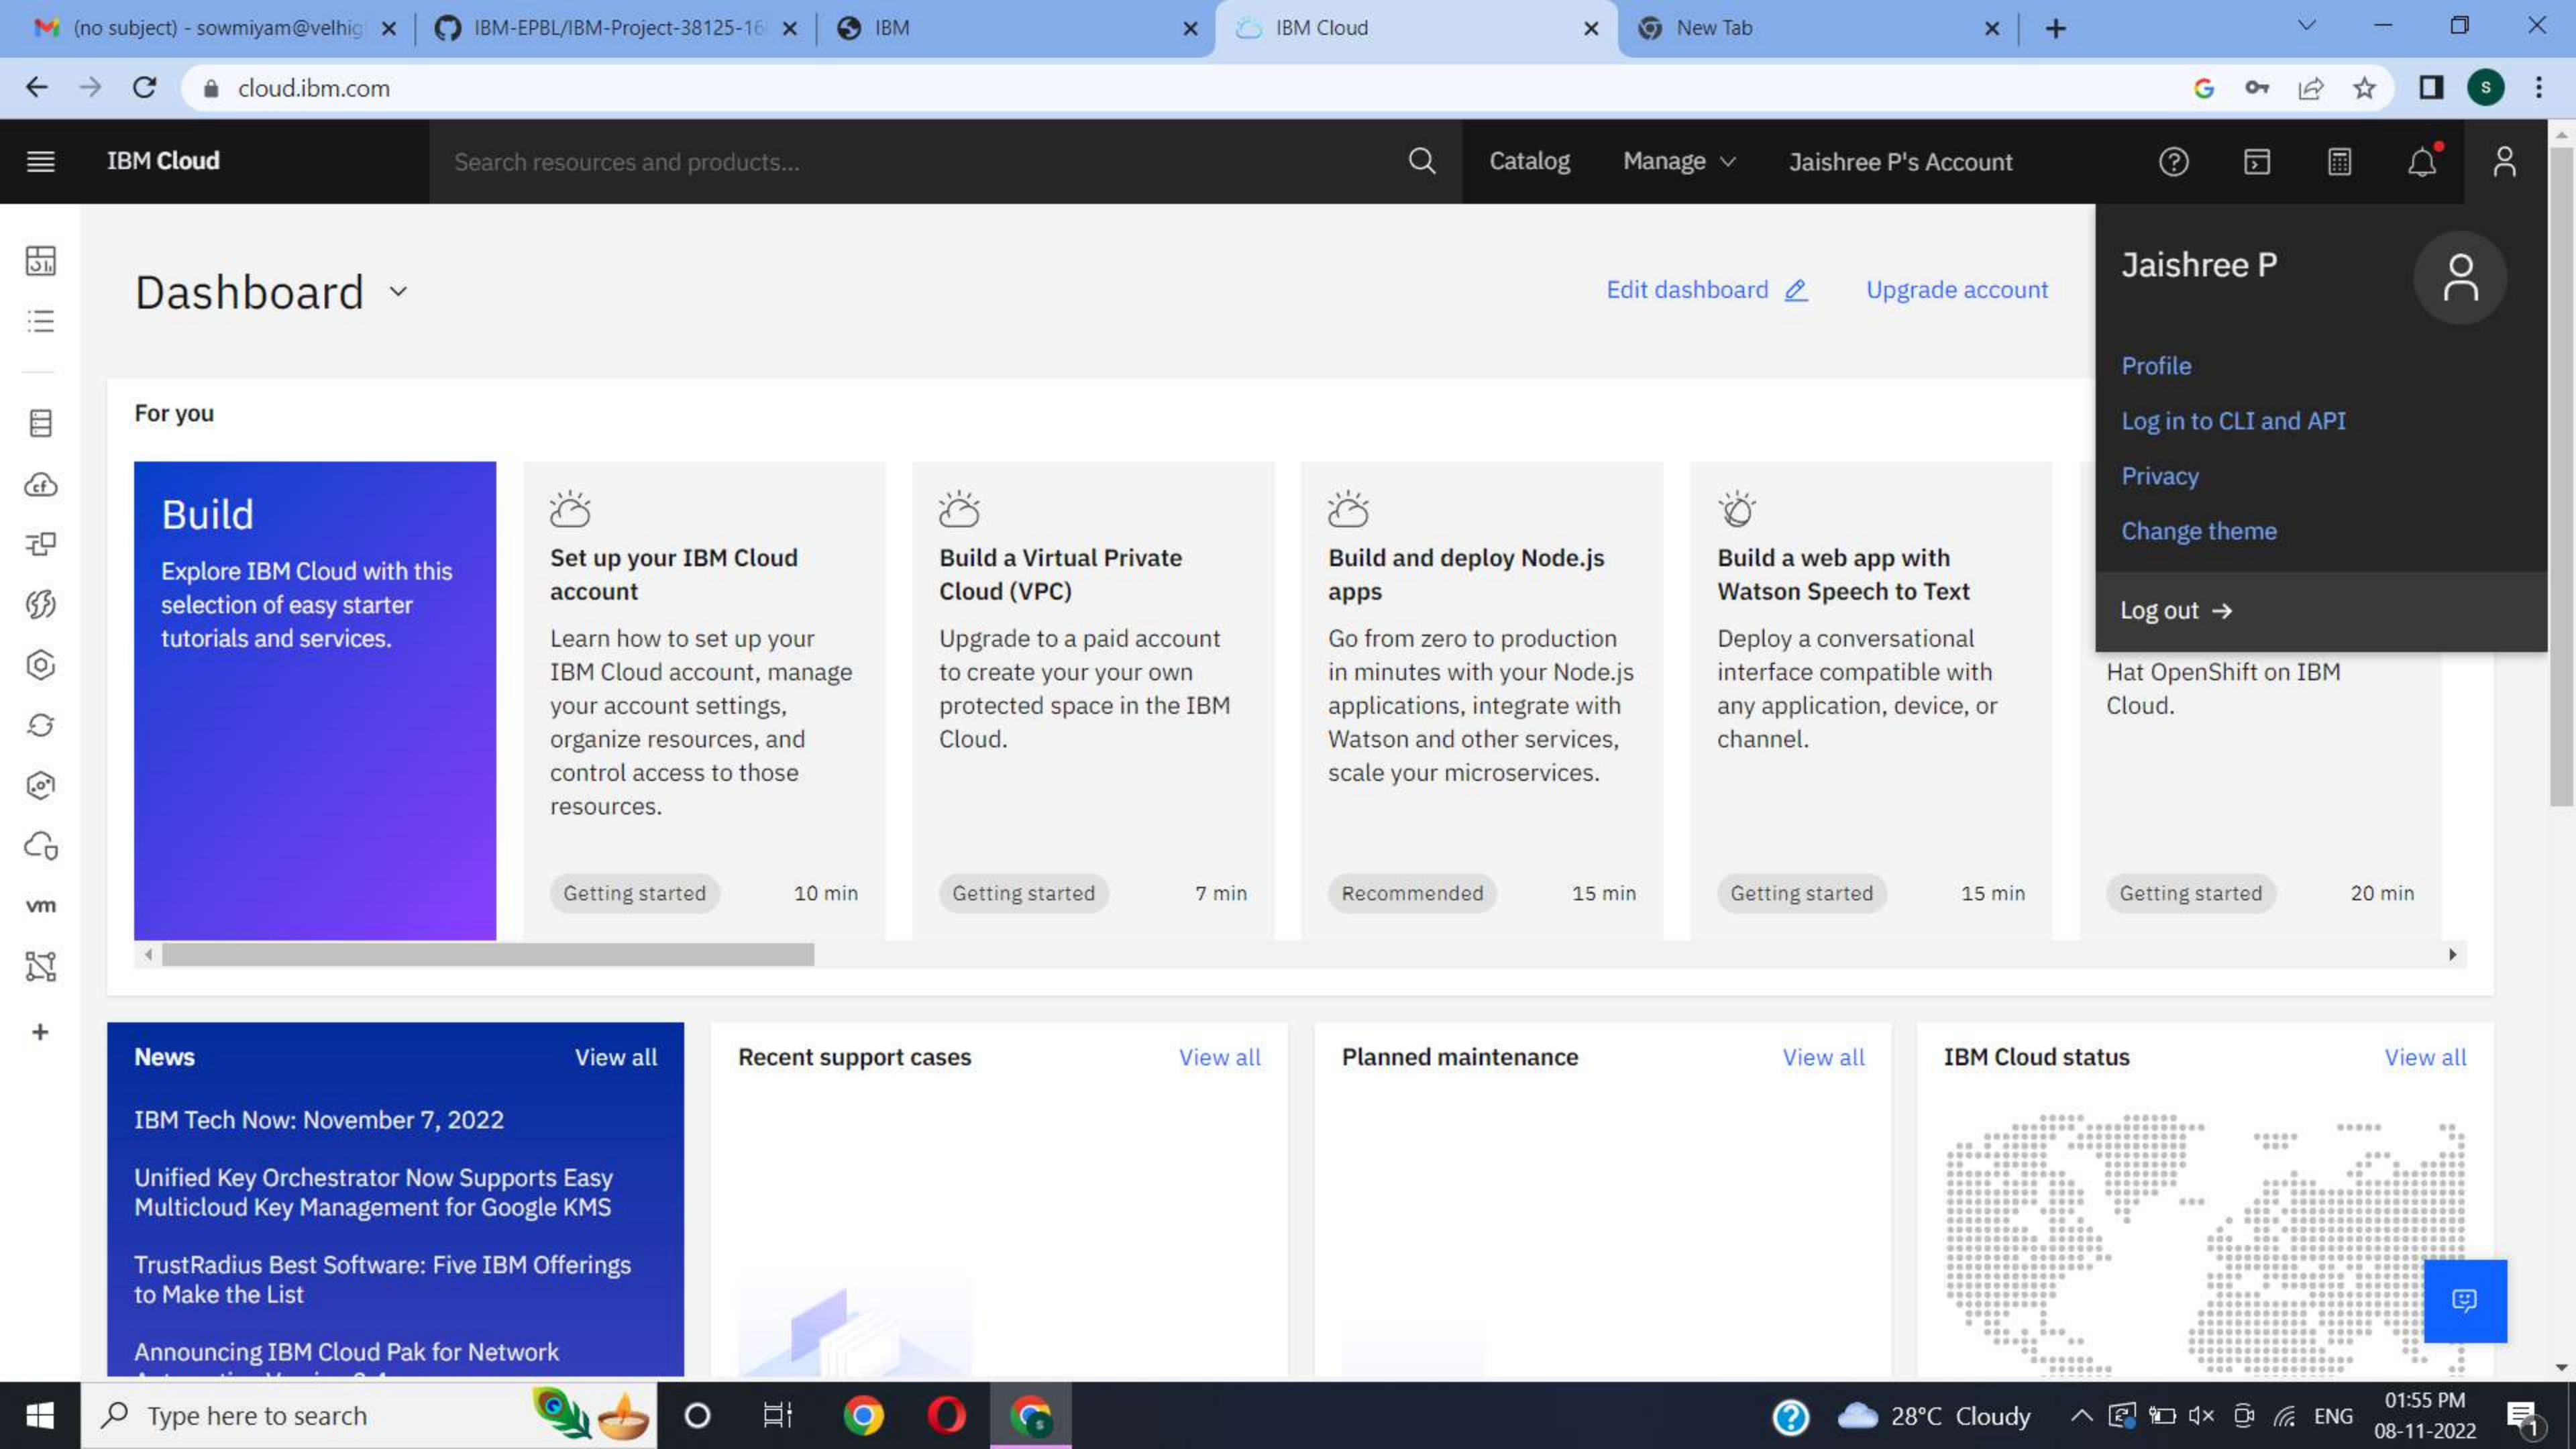 (no subject) - sowmiyam@velhig
IBM-EPBL/IBM-Project-38125-16
IBM
IBM Cloud
New Tab
cloud.ibm.com
S
IBM Cloud
Search resources and products...
Catalog
Manage
Jaishree P's Account
Dashboard
Edit dashboard
Upgrade account
Jaishree P
Profile
Log in to CLI and API
Privacy
Change theme
Log out →
For you
Build
Explore IBM Cloud with this
selection of easy starter
tutorials and services.
Set up your IBM Cloud
account
Learn how to set up your
IBM Cloud account, manage
your account settings,
organize resources, and
control access to those
resources.
Getting started
10 min
Build a Virtual Private
Cloud (VPC)
Upgrade to a paid account
to create your your own
protected space in the IBM
Cloud.
Getting started
7 min
Build and deploy Node.js
apps
Go from zero to production
in minutes with your Node.js
applications, integrate with
Watson and other services,
scale your microservices.
Recommended
15 min
Build a web app with
Watson Speech to Text
Deploy a conversational
interface compatible with
any application, device, or
channel.
Getting started
15 min
Hat OpenShift on IBM
Cloud.
Getting started
20 min
cf
vm
News
View all
IBM Tech Now: November 7, 2022
Unified Key Orchestrator Now Supports Easy
Multicloud Key Management for Google KMS
TrustRadius Best Software: Five IBM Offerings
to Make the List
Announcing IBM Cloud Pak for Network
Recent support cases
View all
Planned maintenance
View all
IBM Cloud status
View all
Type here to search
28°C Cloudy
ENG
01:55 PM
08-11-2022
1